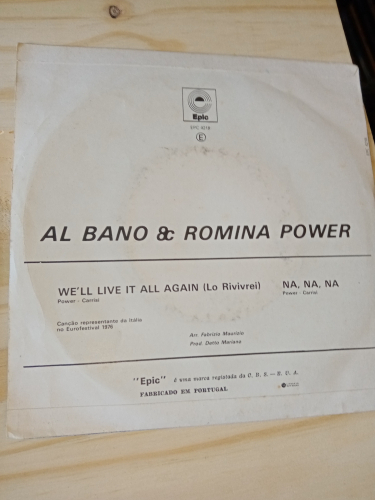 Epic
EPC 4218
E
AL BANO & ROMINA POWER
WE'LL LIVE IT ALL AGAIN (Lo Rivivrei)
Power - Carrisi
NA, NA, NA
Power - Carrisi
Canção representante da Itália
no Eurofestival 1976
Arr. Fabrizio Maurizio
Prod. Detto Mariano
"Epic" é uma marca registada da C. B. S. — E. U. A.
FABRICADO EM PORTUGAL